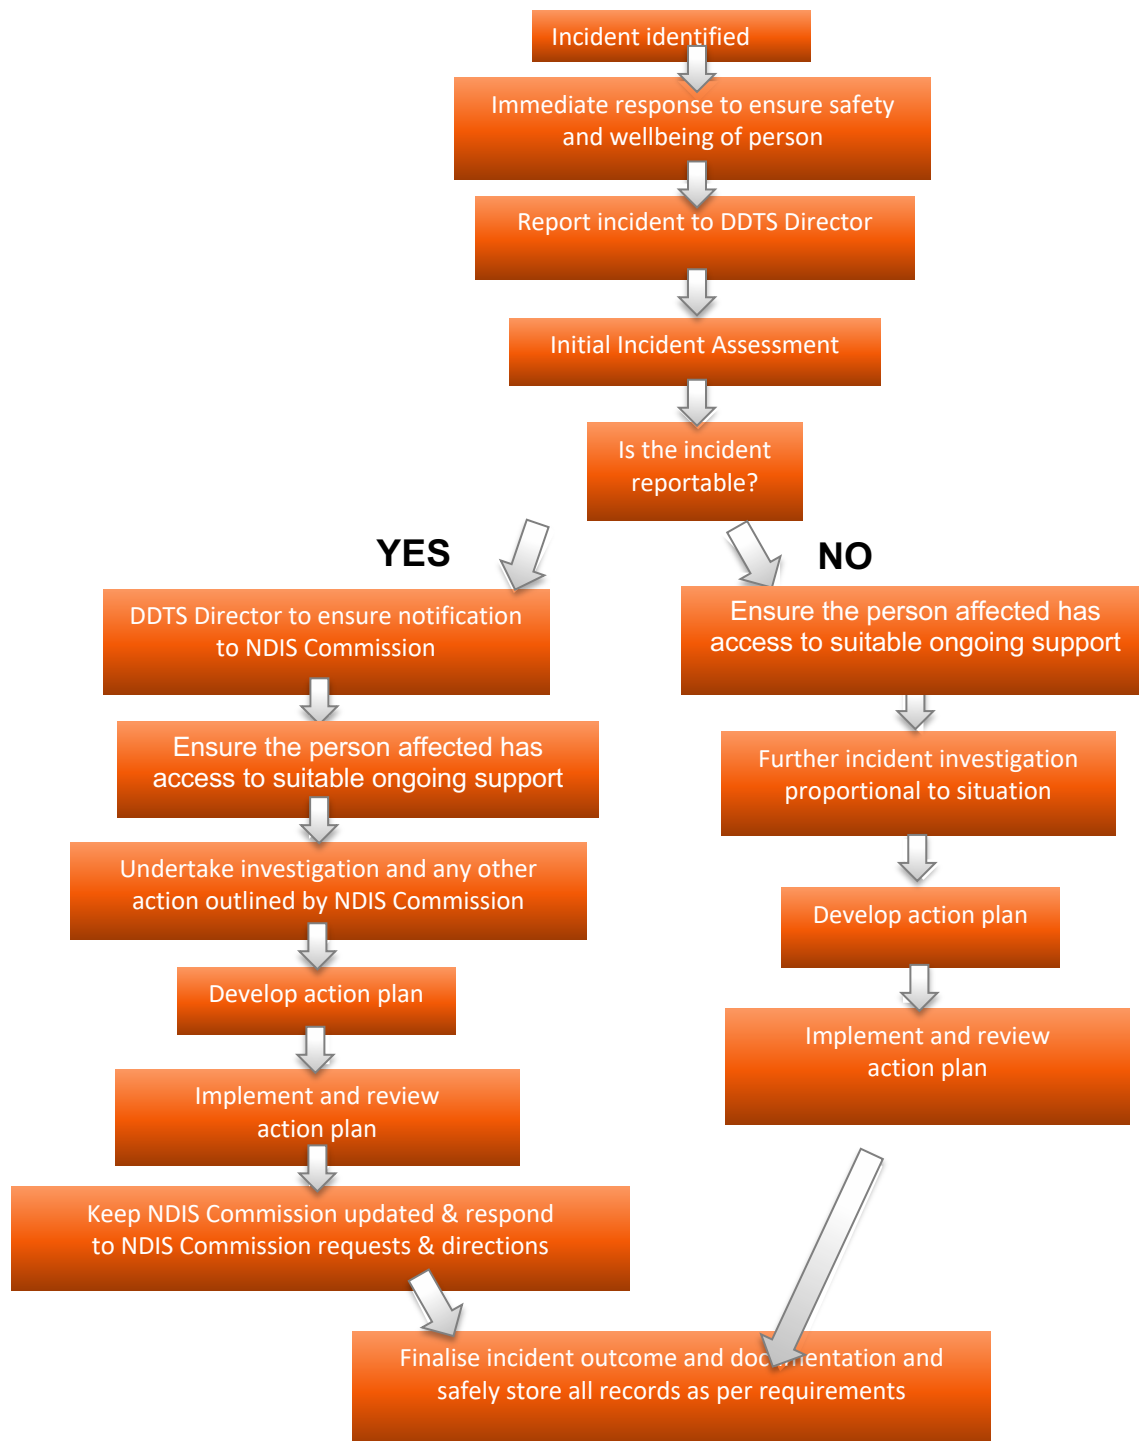 Incident identified
Immediate response to ensure safety
and wellbeing of person
Report incident to DDTS Director
Initial Incident Assessment
Is the incident
reportable?
YES
NO
DDTS Director to ensure notification
to NDIS Commission
Ensure the person affected has
access to suitable ongoing support
Undertake investigation and any other
action outlined by NDIS Commission
Develop action plan
Implement and review
action plan
Keep NDIS Commission updated & respond
to NDIS Commission requests & directions
Ensure the person affected has
access to suitable ongoing support
Further incident investigation
proportional to situation
Develop action plan
Implement and review
action plan
Finalise incident outcome and documentation and
safely store all records as per requirements